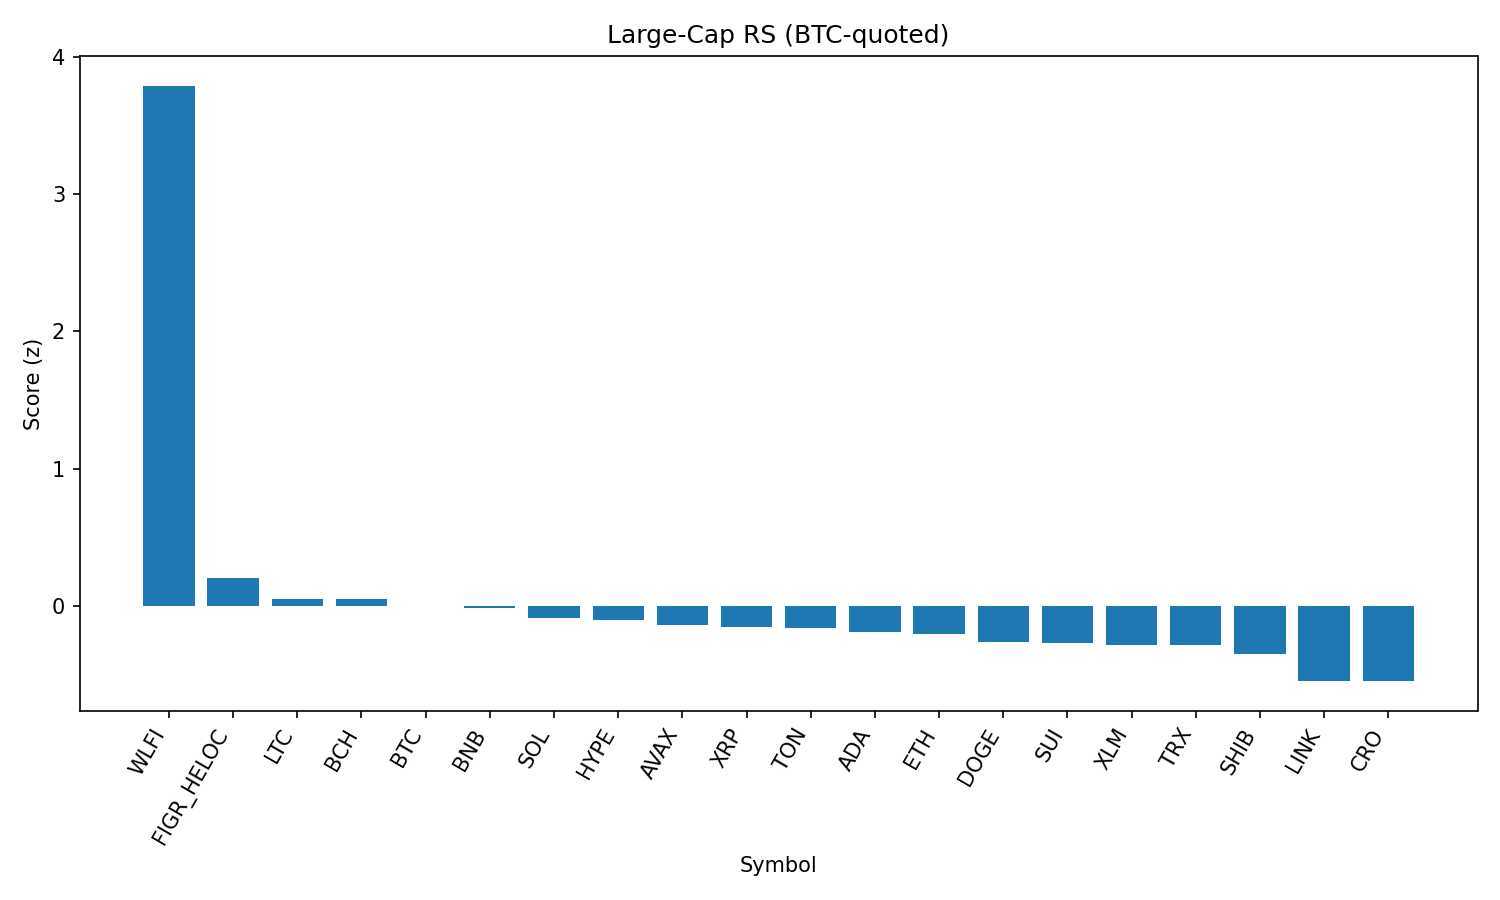 Large-Cap RS (BTC-quoted)
4
3
2
1
0
Score (z)
WLFI
FIGR_HELOC
LTC
BCH
BTC
BNB
SOL
HYPE
AVAX
XRP
TON
ADA
ETH
DOGE
SUI
XLM
TRX
SHIB
LINK
CRO
Symbol